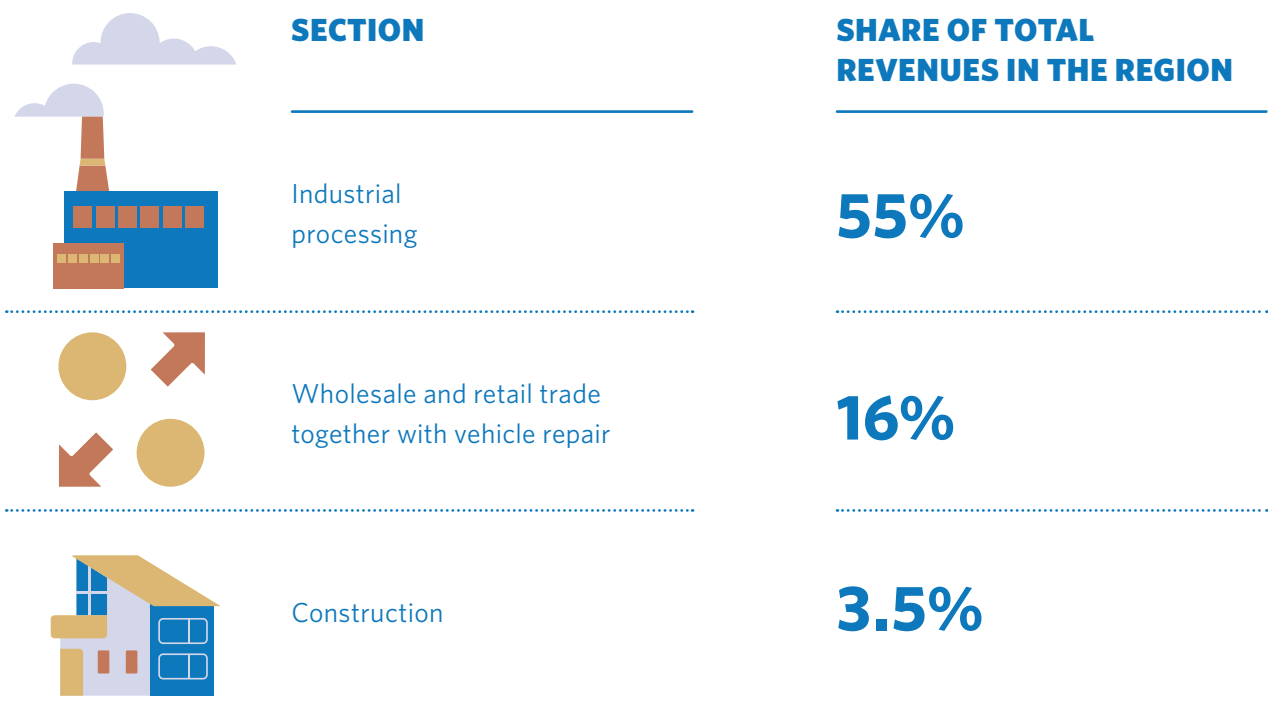 SECTION
SHARE OF TOTAL
REVENUES IN THE REGION
Industrial
processing
55%
Wholesale and retail trade
together with vehicle repair
16%
Construction
3.5%